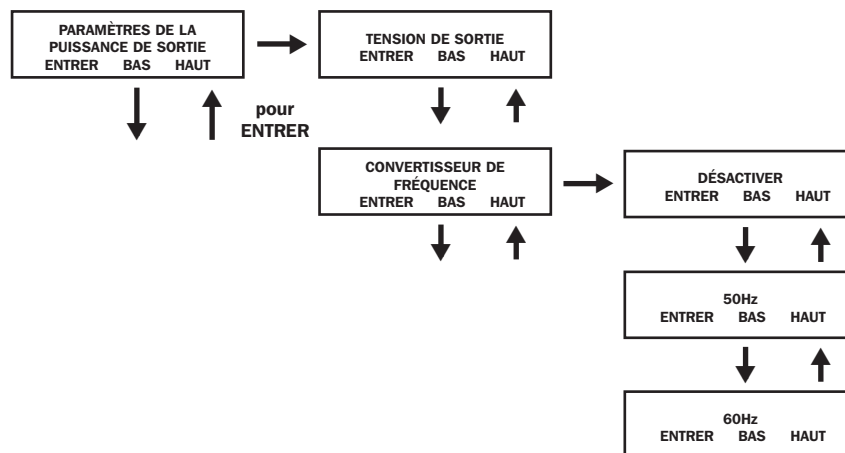 PARAMÈTRES DE LA
PUISSANCE DE SORTIE
ENTRER BAS HAUT
TENSION DE SORTIE
ENTRER BAS HAUT
pour
ENTRER
CONVERTISSEUR DE
FRÉQUENCE
ENTRER BAS HAUT
DÉSACTIVER
ENTRER BAS HAUT
50Hz
ENTRER BAS HAUT
60Hz
ENTRER BAS HAUT